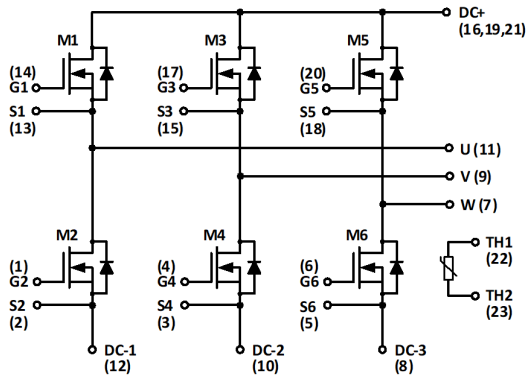 DC+
(16,19,21)
M1
M3
M5
(14)
G1
(17)
G3
(20)
G5
S1
(13)
S3
(15)
S5
(18)
U (11)
V (9)
W (7)
M2
M4
M6
TH1
(22)
(1)
G2
(4)
G4
(6)
G6
S2
(2)
S4
(3)
S6
(5)
TH2
(23)
DC-1
(12)
DC-2
(10)
DC-3
(8)